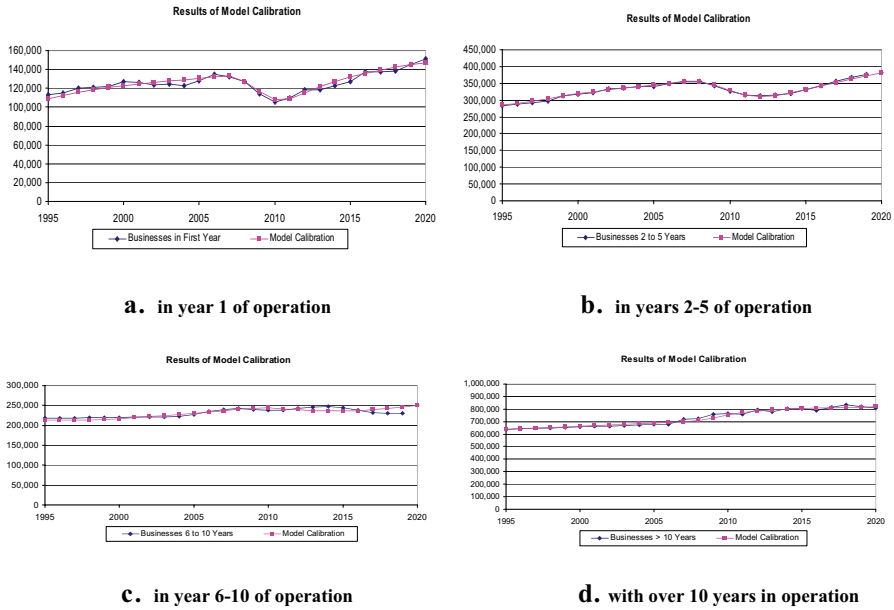 Results of Model Calibration
160,000
140,000
120,000
100,000
80,000
60,000
40,000
20,000
0
1995 2000 2005 2010 2015 2020
Businesses in First Year Model Calibration
a. in year 1 of operation
Results of Model Calibration
450,000
400,000
350,000
300,000
250,000
200,000
150,000
100,000
50,000
0
1995 2000 2005 2010 2015 2020
Businesses 2 to 5 Years Model Calibration
b. in years 2-5 of operation
Results of Model Calibration
300,000
250,000
200,000
150,000
100,000
50,000
0
1995 2000 2005 2010 2015 2020
Businesses 6 to 10 Years Model Calibration
c. in year 6-10 of operation
Results of Model Calibration
1,000,000
900,000
800,000
700,000
600,000
500,000
400,000
300,000
200,000
100,000
0
1995 2000 2005 2010 2015 2020
Businesses > 10 Years Model Calibration
d. with over 10 years in operation